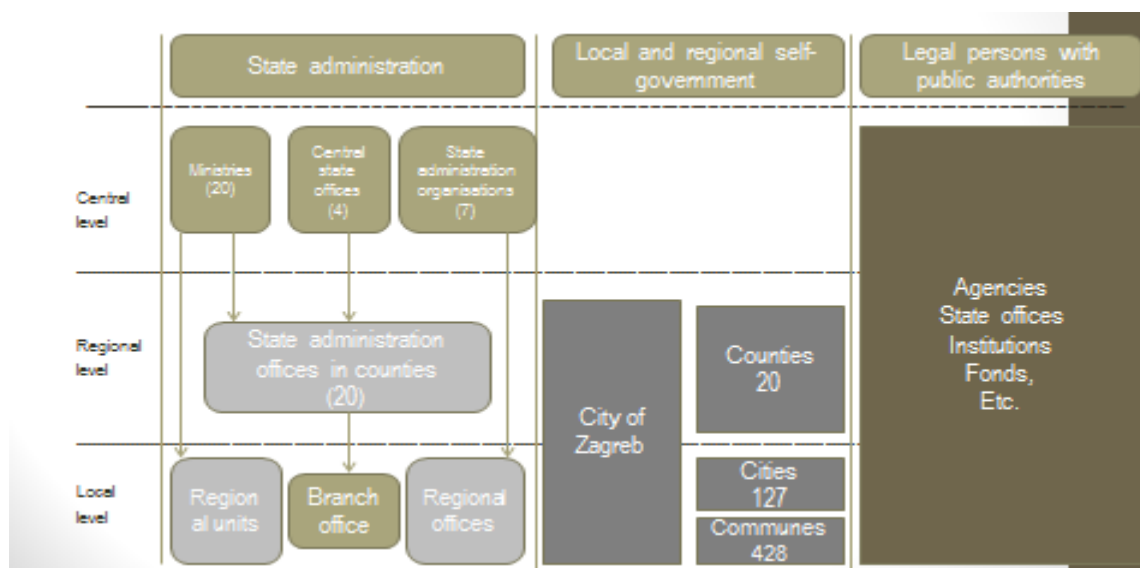 State administration
Local and regional self-
government
Legal persons with
public authorities
Central
level
Ministries
(20)
Central
state
offices
(4)
State
administration
organisations
(7)
Regional
level
State administration
offices in counties
(20)
City of
Zagreb
Counties
20
Agencies
State offices
Institutions
Fonds,
Etc.
Local
level
Region
al units
Branch
office
Regional
offices
Cities
127
Communes
428